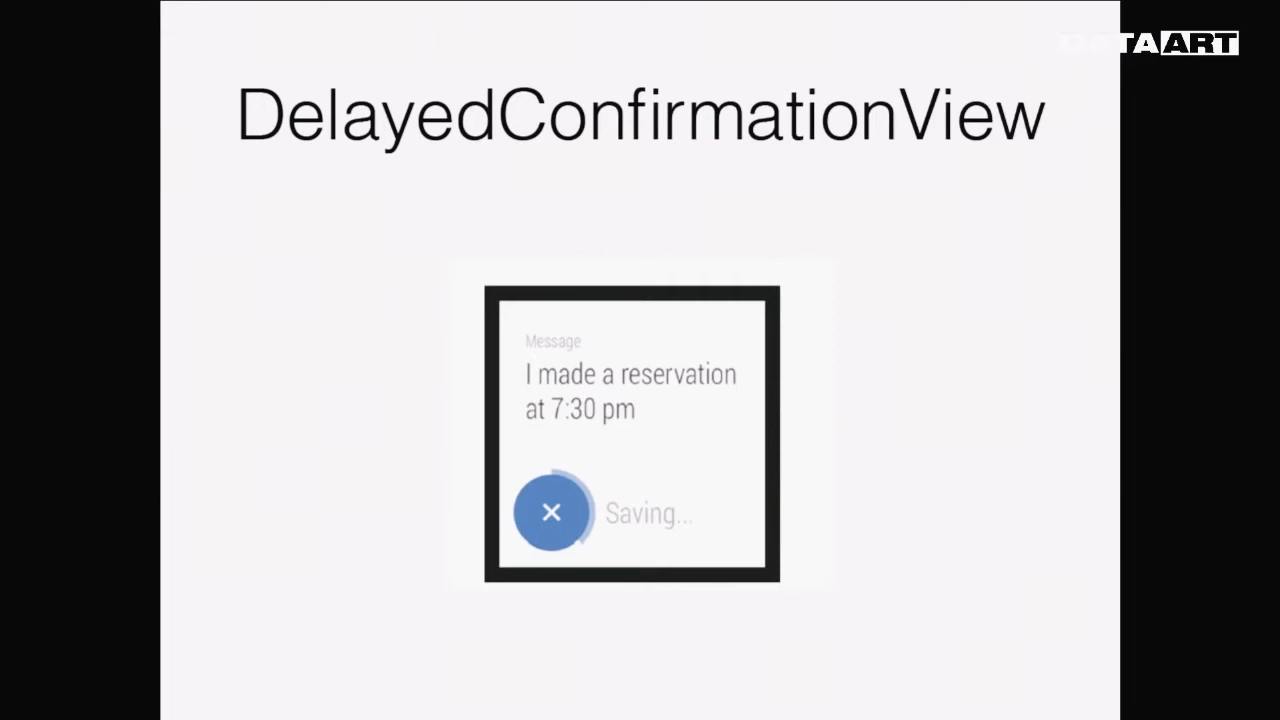 DATAART
DelayedConfirmationView
Message
I made a reservation
at 7:30 pm
Saving...